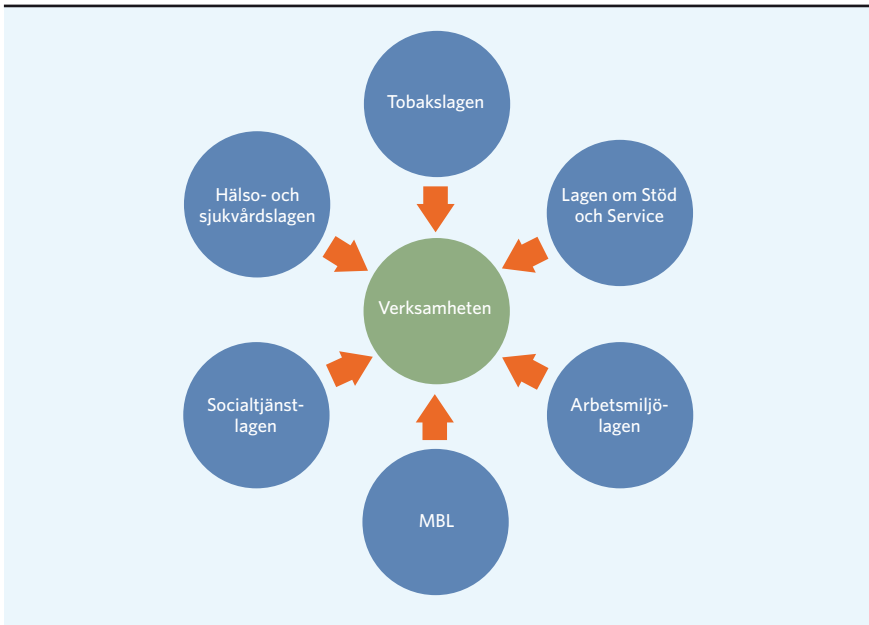 Tobakslagen
Hälso- och
sjukvårdslagen
Lagen om Stöd
och Service
Verksamheten
Socialtjänst-
lagen
Arbetsmiljö-
lagen
MBL